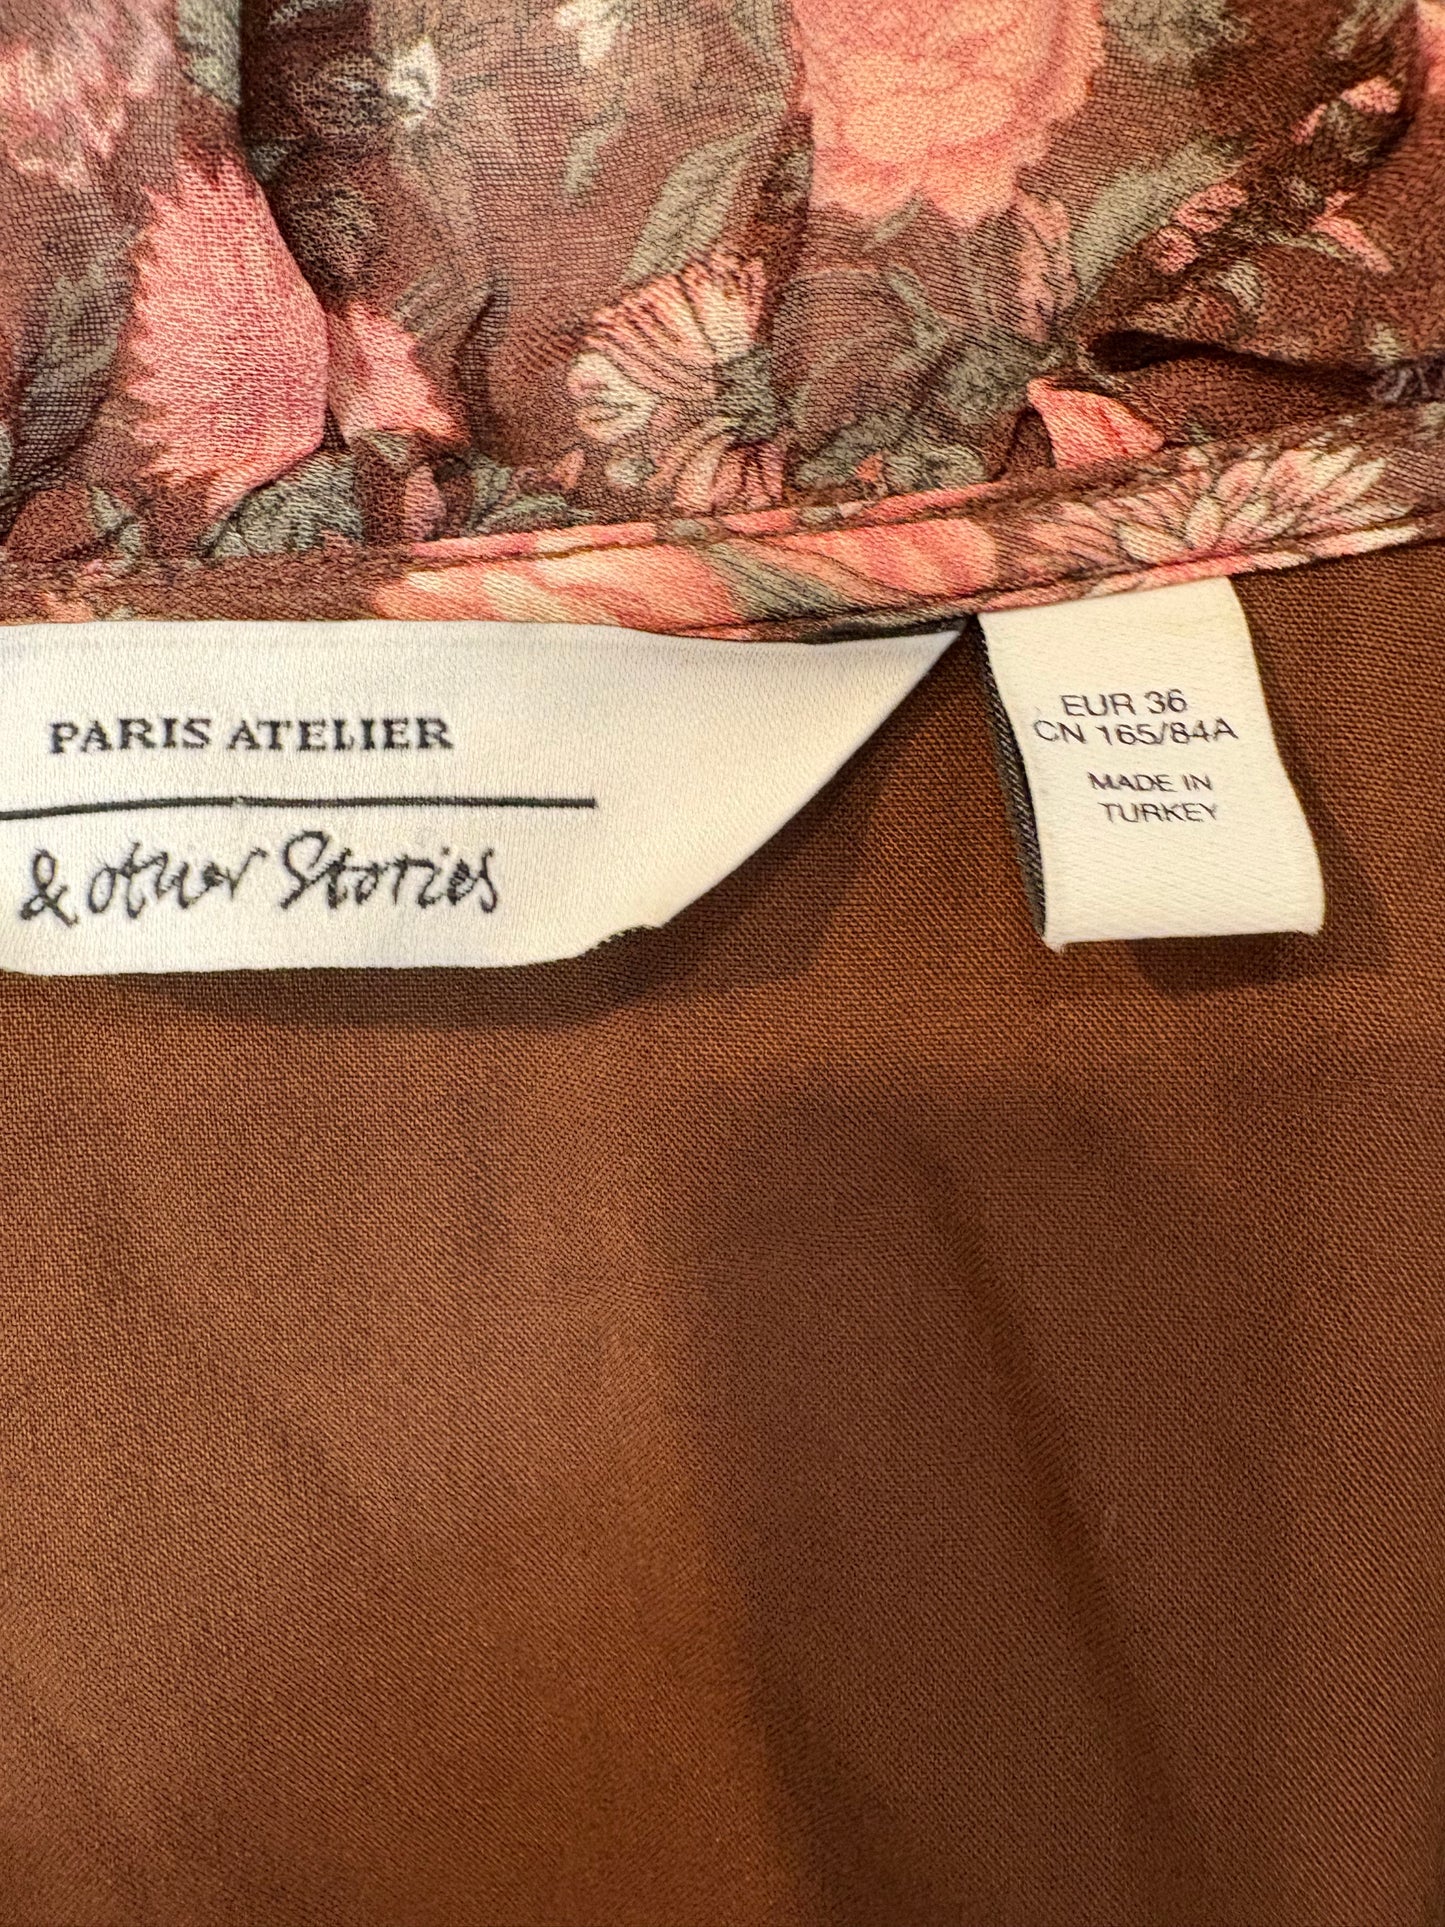 PARIS ATELIER
& other Stories
EUR 36
CN 165/84A
MADE IN
TURKEY